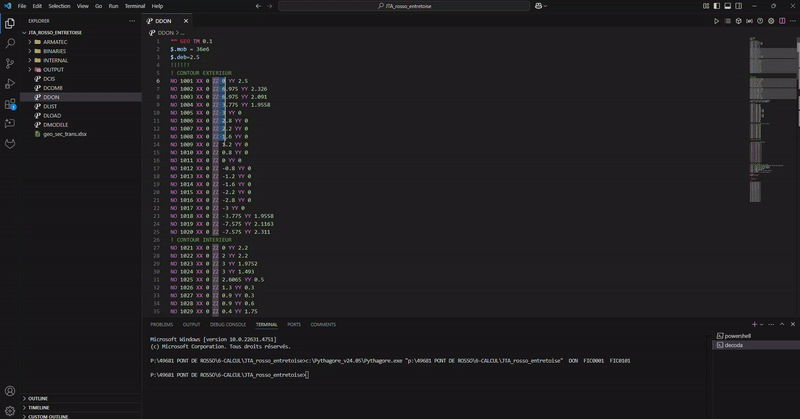 File Edit Selection View Go Run Terminal Help
JTA_rosso_entretoise
EXPLORER
JTA_ROSSO_ENTRETOISE
ARMATEC
BINARIES
INTERNAL
OUTPUT
DCIS
DCOMB
DDON
DLIST
DLOAD
DMODELE
geo_sec_trans.xlsx
OUTLINE
TIMELINE
CUSTOM OUTLINE
DDON
DDON > ...
** GEO TM 0.1
$.mob = 36e6
$.deb=2.5
!!!!!!
! CONTOUR EXTERIEUR
6 NO 1001 XX 0 ZZ 0 YY 2.5
7 NO 1002 XX 0 ZZ 6.975 YY 2.326
8 NO 1003 XX 0 ZZ 6.975 YY 2.091
9 NO 1004 XX 0 ZZ 3.775 YY 1.9558
10 NO 1005 XX 0 ZZ 3 YY 0
11 NO 1006 XX 0 ZZ 2.8 YY 0
12 NO 1007 XX 0 ZZ 2.2 YY 0
13 NO 1008 XX 0 ZZ 1.6 YY 0
14 NO 1009 XX 0 ZZ 1.2 YY 0
15 NO 1010 XX 0 ZZ 0.8 YY 0
16 NO 1011 XX 0 ZZ 0 YY 0
17 NO 1012 XX 0 ZZ -0.8 YY 0
18 NO 1013 XX 0 ZZ -1.2 YY 0
19 NO 1014 XX 0 ZZ -1.6 YY 0
20 NO 1015 XX 0 ZZ -2.2 YY 0
21 NO 1016 XX 0 ZZ -2.8 YY 0
22 NO 1017 XX 0 ZZ -3 YY 0
23 NO 1018 XX 0 ZZ -3.775 YY 1.9558
24 NO 1019 XX 0 ZZ -7.575 YY 2.1163
25 NO 1020 XX 0 ZZ -7.575 YY 2.311
26 ! CONTOUR INTERIEUR
27 NO 1021 XX 0 ZZ 0 YY 2.2
28 NO 1022 XX 0 ZZ 2 YY 2.2
29 NO 1023 XX 0 ZZ 3 YY 1.9752
30 NO 1024 XX 0 ZZ 3 YY 1.493
31 NO 1025 XX 0 ZZ 2.6065 YY 0.5
32 NO 1026 XX 0 ZZ 1.3 YY 0.3
33 NO 1027 XX 0 ZZ 0.9 YY 0.3
34 NO 1028 XX 0 ZZ 0.9 YY 0.6
35 NO 1029 XX 0 ZZ 0.4 YY 1.75
PROBLEMS OUTPUT DEBUG CONSOLE TERMINAL PORTS COMMENTS
Microsoft Windows [version 10.0.22631.4751]
(c) Microsoft Corporation. Tous droits réservés.
P:\49681 PONT DE ROSSO\6-CALCUL\JTA_rosso_entretoise>c:\Pythagore_v24.05\Pythagore.exe "p:\49681 PONT DE ROSSO\6-CALCUL\JTA_rosso_entretoise" DON FIC0001 FIC0101
P:\49681 PONT DE ROSSO\6-CALCUL\JTA_rosso_entretoise>
powershell
decoda